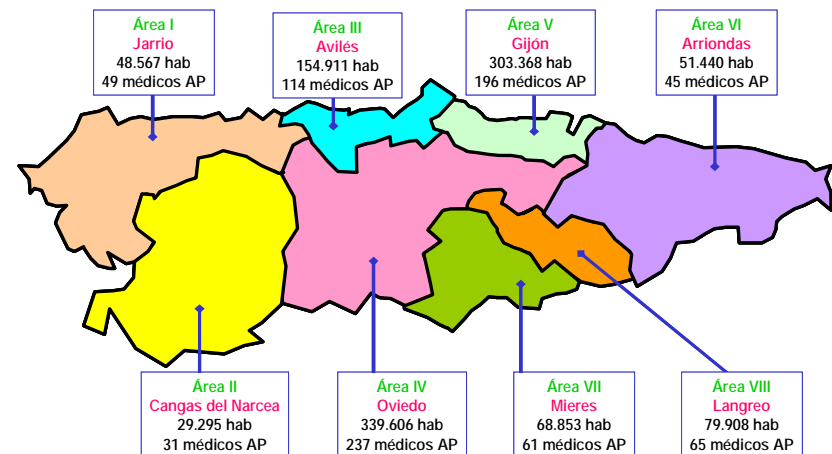 Área I
Jarrio
48.567 hab
49 médicos AP
Área III
Avilés
154.911 hab
114 médicos AP
Área V
Gijón
303.368 hab
196 médicos AP
Área VI
Arriondas
51.440 hab
45 médicos AP
Área II
Cangas del Narcea
29.295 hab
31 médicos AP
Área IV
Oviedo
339.606 hab
237 médicos AP
Área VII
Mieres
68.853 hab
61 médicos AP
Área VIII
Langreo
79.908 hab
65 médicos AP